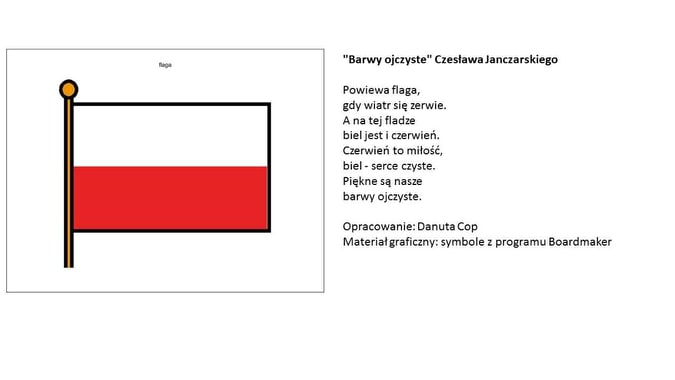 flaga
"Barwy ojczyste" Czesława Janczarskiego
Powiewa flaga,
gdy wiatr się zerwie.
A na tej fladze
biel jest i czerwień.
Czerwień to miłość,
biel - serce czyste.
Piękne są nasze
barwy ojczyste.
Opracowanie: Danuta Cop
Materiał graficzny: symbole z programu Boardmaker